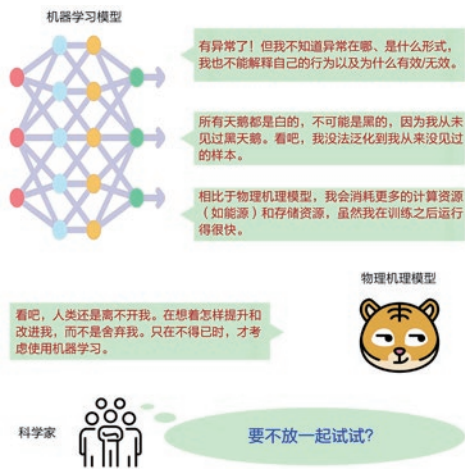 机器学习模型
有异常了！但我不知道异常在哪、是什么形式，
我也不能解释自己的行为以及为什么有效/无效。
所有天鹅都是白的，不可能是黑的，因为我从未
见过黑天鹅。看吧，我没法泛化到我从来没见过
的样本。
相比于物理机理模型，我会消耗更多的计算资源
（如能源）和存储资源，虽然我在训练之后运行
得很快。
物理机理模型
看吧，人类还是离不开我。在想着怎样提升和
改进我，而不是舍弃我。只在不得已时，才考
虑使用机器学习。
科学家
要不放一起试试？